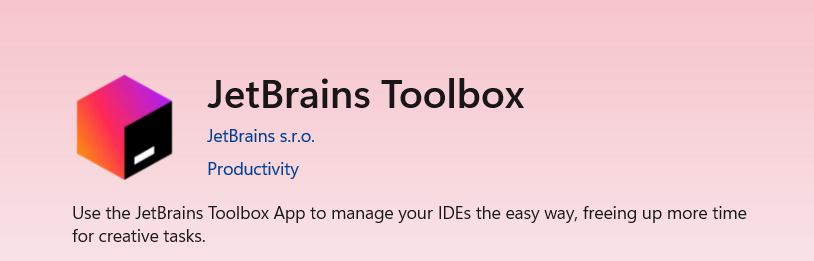 JetBrains Toolbox
JetBrains s.r.o.
Productivity
Use the JetBrains Toolbox App to manage your IDEs the easy way, freeing up more time
for creative tasks.